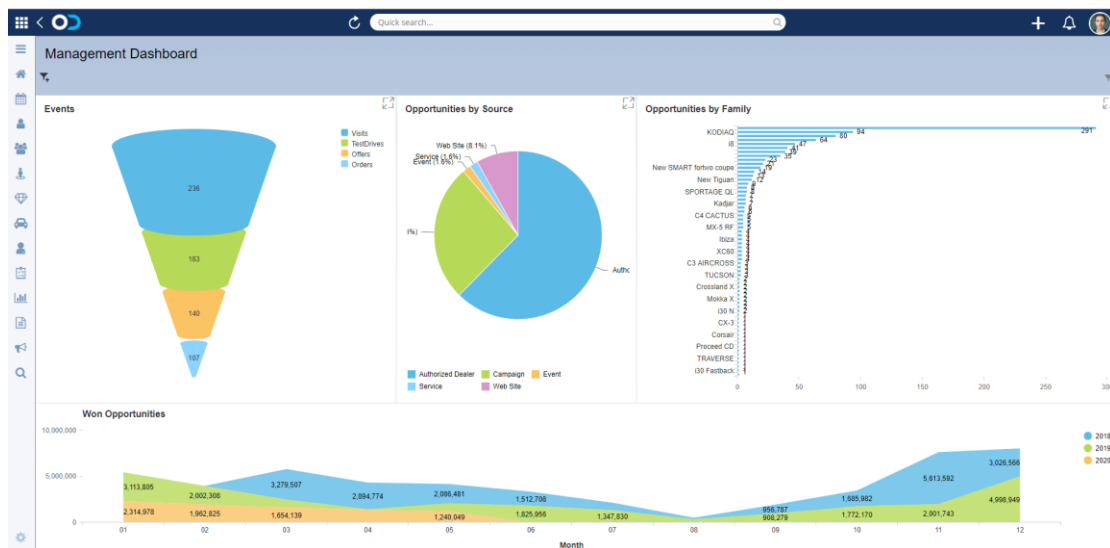 Quick search...
Management Dashboard
Events
Visits
TestDrives
Offers
Orders
236
163
140
107
Opportunities by Source
Web Site (8.1%)
Service (1.6%)
Event (1.6%)
Authorized Dealer
Campaign
Event
Service
Web Site
Opportunities by Family
KODIAQ
i8
New SMART fortwo coupe
New Tiguan
SPORTAGE QL
Kadjar
C4 CACTUS
MX-5 RF
Ibiza
XC60
C3 AIRCROSS
TUCSON
Crossland X
Mokka X
i30 N
CX-3
Corsair
Proceed CD
TRAVERSE
i30 Fastback
291
94
80
64
47
41
39
35
23
19
12
0
50
100
150
200
250
Won Opportunities
10,000,000
5,000,000
0
2018
2019
2020
3,113,805
2,002,306
3,279,507
2,894,774
1,512,708
1,347,830
956,787
1,685,982
5,613,592
3,026,566
2,314,978
1,962,825
1,654,139
1,240,049
1,825,956
908,279
1,772,170
2,001,743
4,998,949
01
02
03
04
05
06
07
08
09
10
11
12
Month